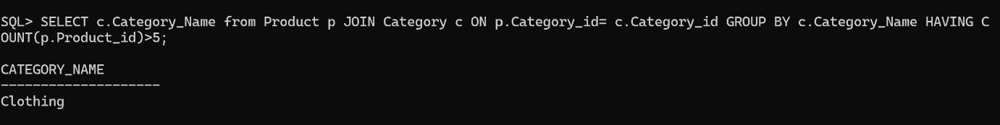 SQL> SELECT c.Category_Name from Product p JOIN Category c ON p.Category_id= c.Category_id GROUP BY c.Category_Name HAVING C
OUNT(p.Product_id)>5;
CATEGORY_NAME
--------------------
Clothing